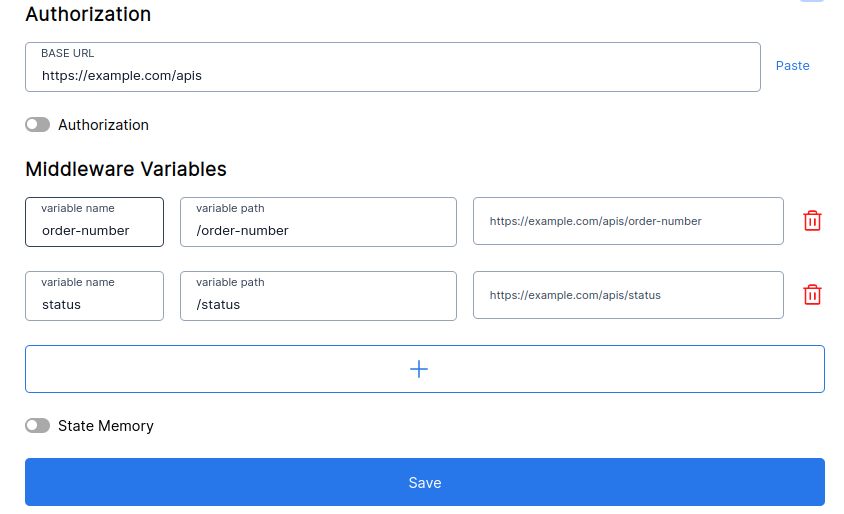 Authorization
BASE URL
https://example.com/apis
Paste
Authorization
Middleware Variables
variable name
order-number
variable path
/order-number
https://example.com/apis/order-number
variable name
status
variable path
/status
https://example.com/apis/status
+
State Memory
Save